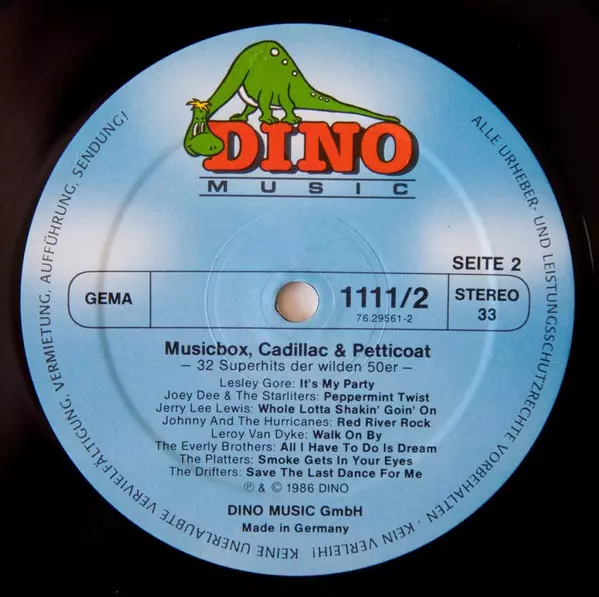 DINO
MUSIC
SEITE 2
GEMA
1111/2
STEREO
76.29561-2
33
Musicbox, Cadillac & Petticoat
– 32 Superhits der wilden 50er –
Lesley Gore: It's My Party
Joey Dee & The Starliters: Peppermint Twist
Jerry Lee Lewis: Whole Lotta Shakin' Goin' On
Johnny And The Hurricanes: Red River Rock
Leroy Van Dyke: Walk On By
The Everly Brothers: All I Have To Do Is Dream
The Platters: Smoke Gets In Your Eyes
The Drifters: Save The Last Dance For Me
℗ & © 1986 DINO
DINO MUSIC GmbH
Made in Germany
ALLE URHEBER- UND LEISTUNGSSCHUTZRECHTE VORBEHALTEN · KEIN VERLEIH! · KEINE UNERLAUBTE VERVIELFÄLTIGUNG, VERMIETUNG, AUFFÜHRUNG, SENDUNG!